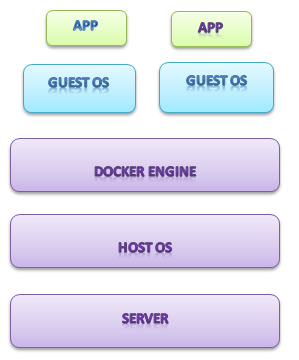 APP APP
GUEST OS GUEST OS
DOCKER ENGINE
HOST OS
SERVER